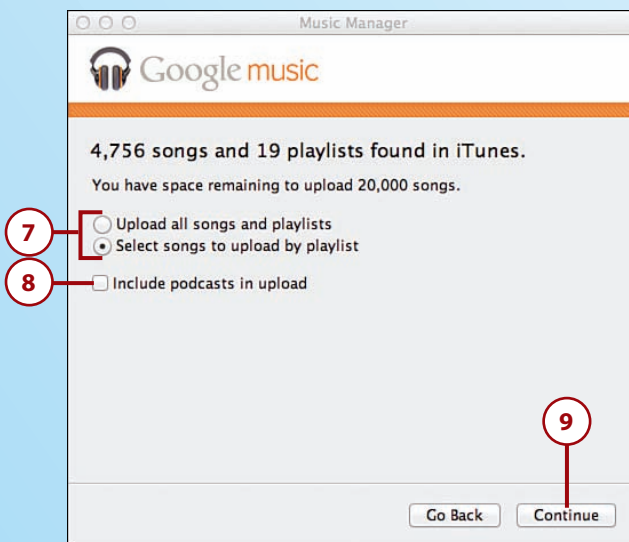 Music Manager
Google music
4,756 songs and 19 playlists found in iTunes.
You have space remaining to upload 20,000 songs.
7
Upload all songs and playlists
Select songs to upload by playlist
8
Include podcasts in upload
9
Go Back
Continue